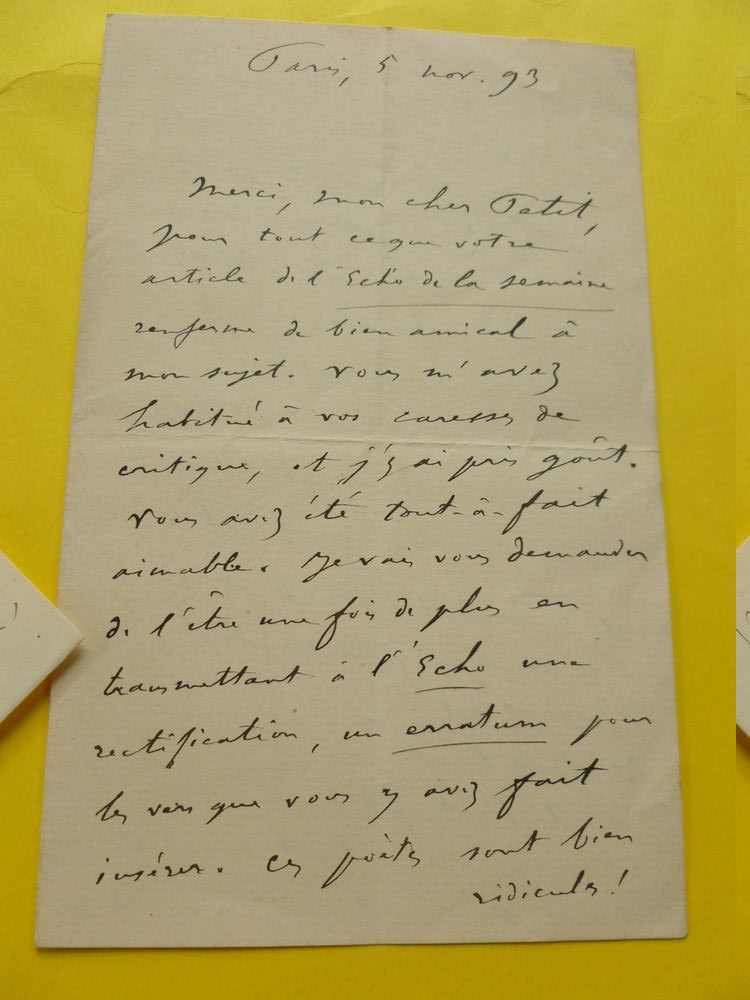 Paris, 5 nov. 93
Merci, mon cher Petit,
pour tout ce que votre
article de l'Echo de la semaine
renferme de bien amical à
mon sujet. Vous m'avez
habitué à vos caresses de
critique, et j'y ai pris goût.
Vous avez été tout-à-fait
aimable. Je vais vous demander
de l'être une fois de plus en
transmettant à l'Echo une
rectification, un erratum pour
les vers que vous y avez fait
insérer. Ces poètes sont bien
ridicules!